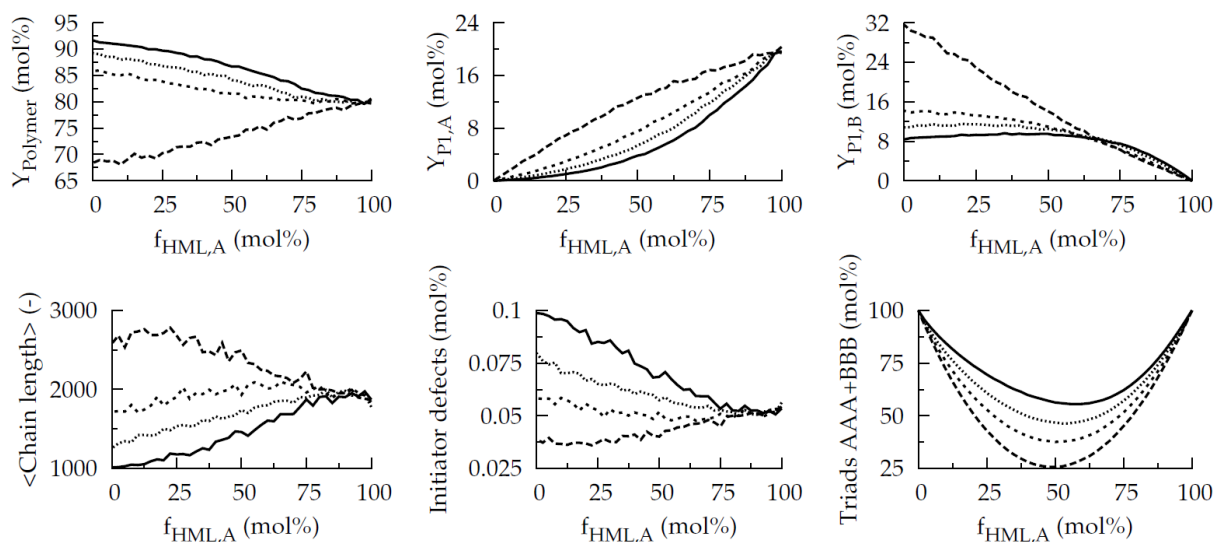 Y_Polymer (mol%)
95
90
85
80
75
70
65
0 25 50 75 100
f_HML,A (mol%)
Y_P1,A (mol%)
24
16
8
0
0 25 50 75 100
f_HML,A (mol%)
Y_P1,B (mol%)
32
24
16
8
0
0 25 50 75 100
f_HML,A (mol%)
<Chain length> (-)
3000
2000
1000
0 25 50 75 100
f_HML,A (mol%)
Initiator defects (mol%)
0.1
0.075
0.05
0.025
0 25 50 75 100
f_HML,A (mol%)
Triads AAA+BBB (mol%)
100
75
50
25
0 25 50 75 100
f_HML,A (mol%)